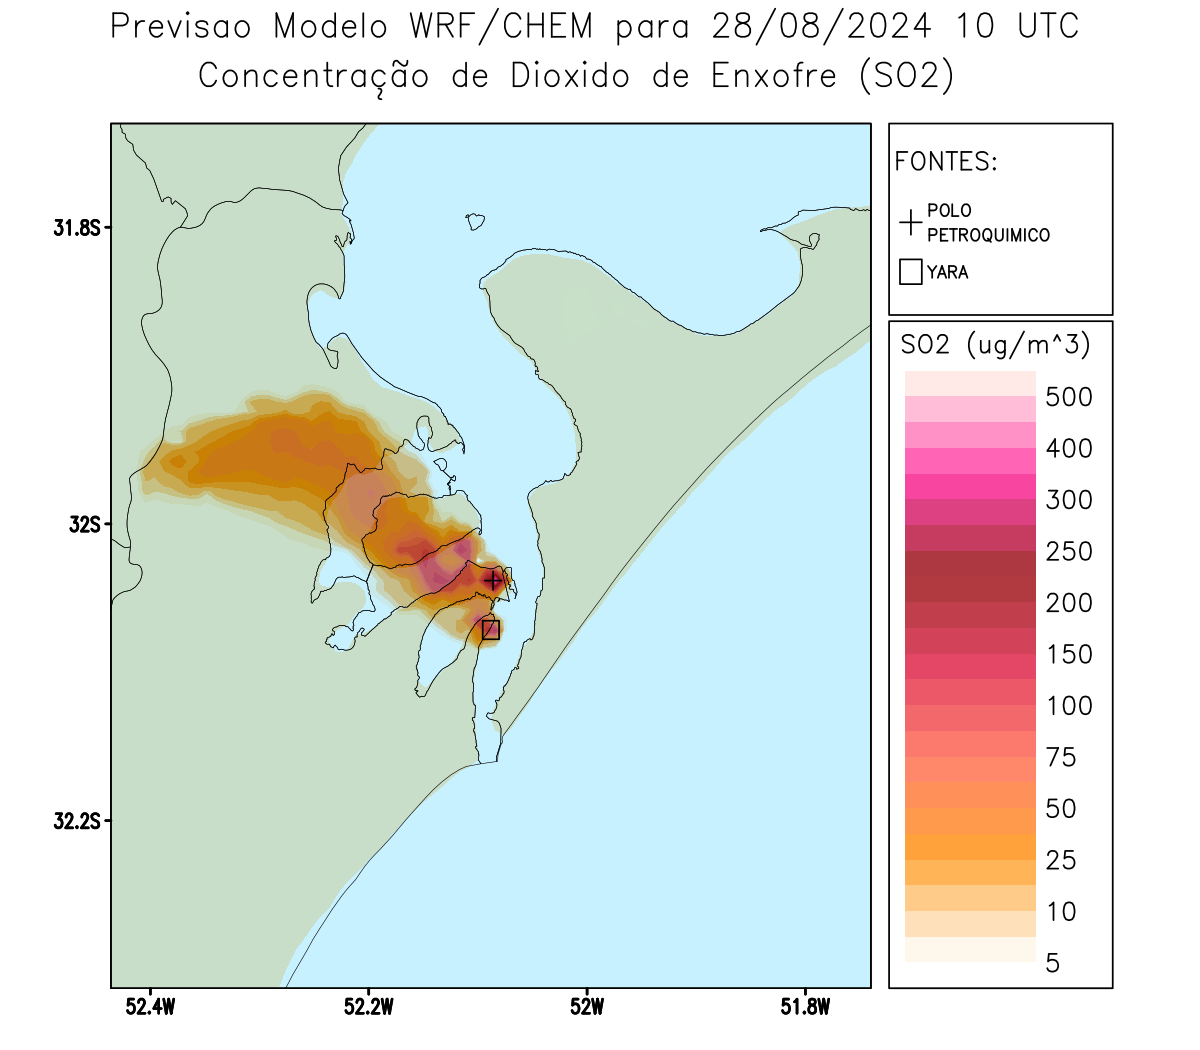 Previsao Modelo WRF/CHEM para 28/08/2024 10 UTC
Concentração de Dioxido de Enxofre (SO2)
FONTES:
POLO
PETROQUIMICO
YARA
31.8S
32S
32.2S
52.4W
52.2W
52W
51.8W
SO2 (ug/m^3)
500
400
300
250
200
150
100
75
50
25
10
5